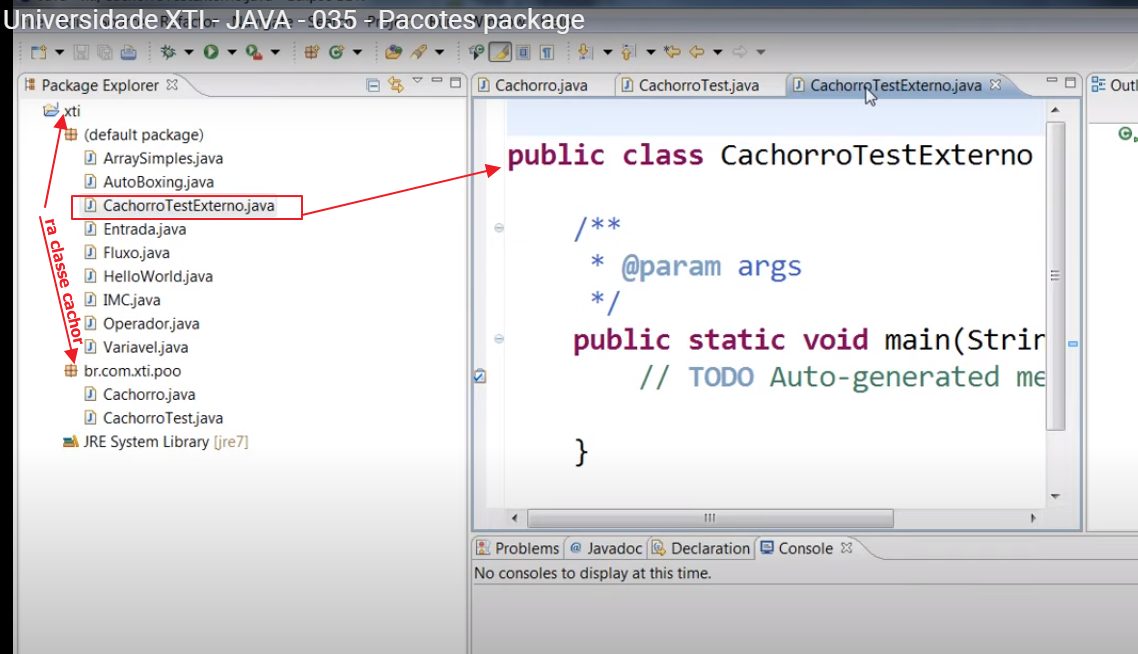 Universidade XTI - JAVA - 035 - Pacotes package
Package Explorer
xti
(default package)
ArraySimples.java
AutoBoxing.java
CachorroTestExterno.java
Entrada.java
Fluxo.java
HelloWorld.java
IMC.java
Operador.java
Variavel.java
br.com.xti.poo
Cachorro.java
CachorroTest.java
JRE System Library [jre7]
ra classe cachor
Cachorro.java
CachorroTest.java
CachorroTestExterno.java
Outl
public class CachorroTestExterno
/**
* @param args
*/
public static void main(Strin
// TODO Auto-generated me
}
Problems
@ Javadoc
Declaration
Console
No consoles to display at this time.